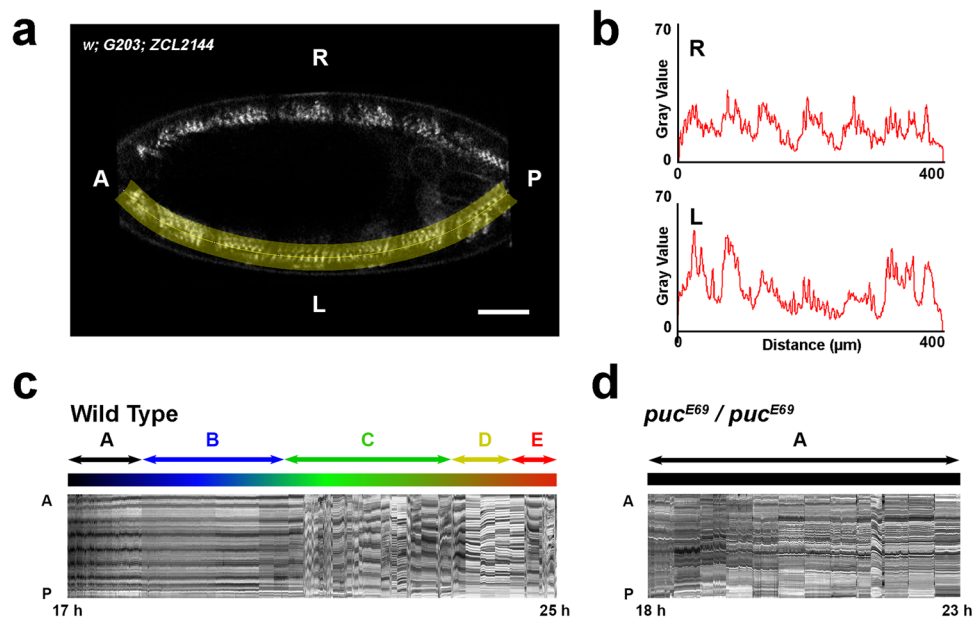 a
w; G203; ZCL2144
R
A
P
L
b
70
R
Gray Value
0
0
400
70
L
Gray Value
0
0
Distance (µm)
400
c
Wild Type
A B C D E
A
P
17 h
25 h
d
puc^E69 / puc^E69
A
A
P
18 h
23 h